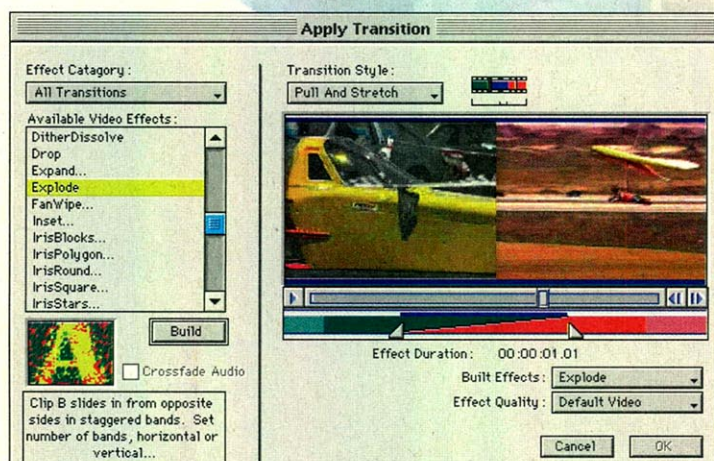 Apply Transition
Effect Catagory:
All Transitions
Available Video Effects:
DitherDissolve
Drop
Expand...
Explode
FanWipe...
Inset...
IrisBlocks...
IrisPolygon...
IrisRound...
IrisSquare...
IrisStars...
A
Build
Crossfade Audio
Clip B slides in from opposite
sides in staggered bands. Set
number of bands, horizontal or
vertical...
Transition Style:
Pull And Stretch
Effect Duration: 00:00:01.01
Built Effects: Explode
Effect Quality: Default Video
Cancel
OK